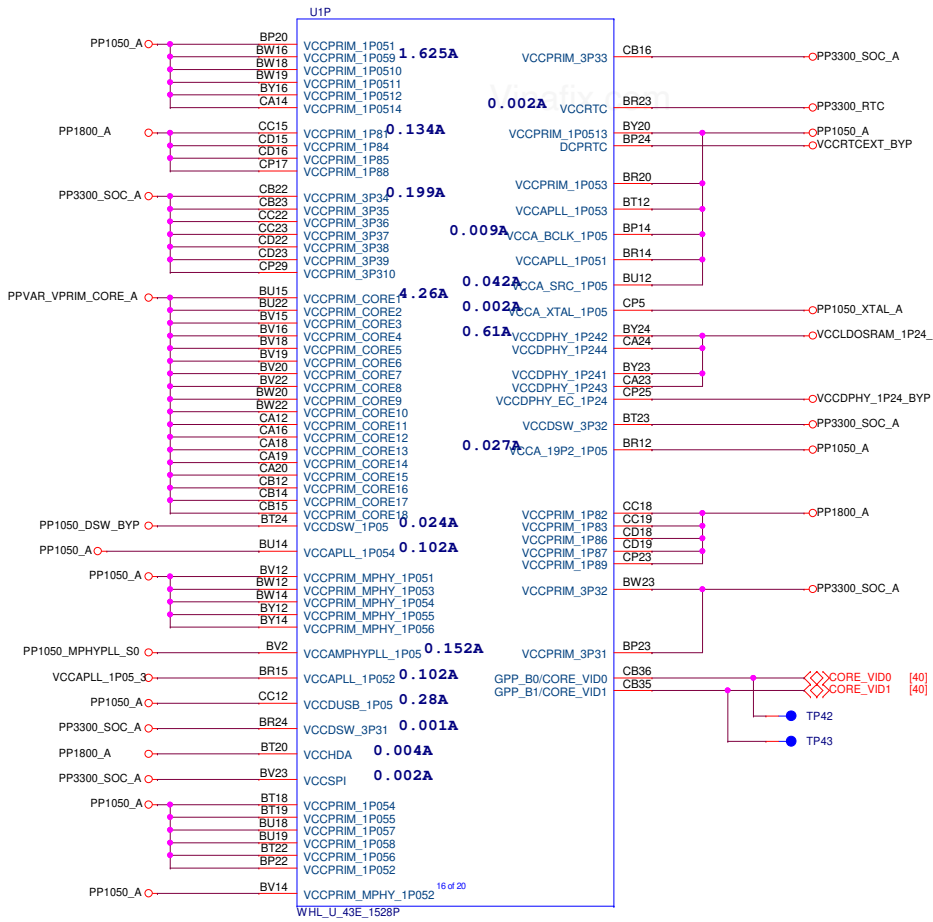 U1P
PP1050_A BP20 VCCPRIM_1P051 1.625A
BW16 VCCPRIM_1P059
BW18 VCCPRIM_1P0510
BW19 VCCPRIM_1P0511
BY16 VCCPRIM_1P0512
CA14 VCCPRIM_1P0514
PP1800_A CC15 VCCPRIM_1P81 0.134A
CD15 VCCPRIM_1P84
CD16 VCCPRIM_1P85
CP17 VCCPRIM_1P88
PP3300_SOC_A CB22 VCCPRIM_3P34 0.199A
CB23 VCCPRIM_3P35
CC22 VCCPRIM_3P36
CC23 VCCPRIM_3P37
CD22 VCCPRIM_3P38
CD23 VCCPRIM_3P39
CP29 VCCPRIM_3P310
PPVAR_VPRIM_CORE_A BU15 VCCPRIM_CORE1 4.26A
BU22 VCCPRIM_CORE2
BV15 VCCPRIM_CORE3
BV16 VCCPRIM_CORE4
BV18 VCCPRIM_CORE5
BV19 VCCPRIM_CORE6
BV20 VCCPRIM_CORE7
BV22 VCCPRIM_CORE8
BW20 VCCPRIM_CORE9
BW22 VCCPRIM_CORE10
CA12 VCCPRIM_CORE11
CA16 VCCPRIM_CORE12
CA18 VCCPRIM_CORE13
CA19 VCCPRIM_CORE14
CA20 VCCPRIM_CORE15
CB12 VCCPRIM_CORE16
CB14 VCCPRIM_CORE17
CB15 VCCPRIM_CORE18
PP1050_DSW_BYP BT24 VCCDSW_1P05 0.024A
PP1050_A BU14 VCCAPLL_1P054 0.102A
PP1050_A BV12 VCCPRIM_MPHY_1P051
BW12 VCCPRIM_MPHY_1P053
BW14 VCCPRIM_MPHY_1P054
BY12 VCCPRIM_MPHY_1P055
BY14 VCCPRIM_MPHY_1P056
PP1050_MPHYPLL_S0 BV2 VCCAMPHYPLL_1P05 0.152A
VCCAPLL_1P05_3 BR15 VCCAPLL_1P052 0.102A
PP1050_A CC12 VCCDUSB_1P05 0.28A
PP3300_SOC_A BR24 VCCDSW_3P31 0.001A
PP1800_A BT20 VCCHDA 0.004A
PP3300_SOC_A BV23 VCCSPI 0.002A
PP1050_A BT18 VCCPRIM_1P054
BT19 VCCPRIM_1P055
BU18 VCCPRIM_1P057
BU19 VCCPRIM_1P058
BT22 VCCPRIM_1P056
BP22 VCCPRIM_1P052
PP1050_A BV14 VCCPRIM_MPHY_1P052
VCCPRIM_3P33 CB16 PP3300_SOC_A
Vinafix.com
0.002A VCCRTC BR23 PP3300_RTC
VCCPRIM_1P0513 BY20 PP1050_A
DCPRTC BP24 VCCRTCEXT_BYP
VCCPRIM_1P053 BR20
VCCAPLL_1P053 BT12
0.009A VCCA_BCLK_1P05 BP14
VCCAPLL_1P051 BR14
0.042A VCCA_SRC_1P05 BU12
0.002A VCCA_XTAL_1P05 CP5 PP1050_XTAL_A
0.61A VCCDPHY_1P242 BY24 VCCLDOSRAM_1P24_
VCCDPHY_1P244 CA24
VCCDPHY_1P241 BY23
VCCDPHY_1P243 CA23
VCCDPHY_EC_1P24 CP25 VCCDPHY_1P24_BYP
VCCDSW_3P32 BT23 PP3300_SOC_A
0.027A VCCA_19P2_1P05 BR12 PP1050_A
VCCPRIM_1P82 CC18 PP1800_A
VCCPRIM_1P83 CC19
VCCPRIM_1P86 CD18
VCCPRIM_1P87 CD19
VCCPRIM_1P89 CP23
VCCPRIM_3P32 BW23 PP3300_SOC_A
VCCPRIM_3P31 BP23
GPP_B0/CORE_VID0 CB36 CORE_VID0 [40]
GPP_B1/CORE_VID1 CB35 CORE_VID1 [40]
TP42
TP43
16 of 20
WHL_U_43E_1528P